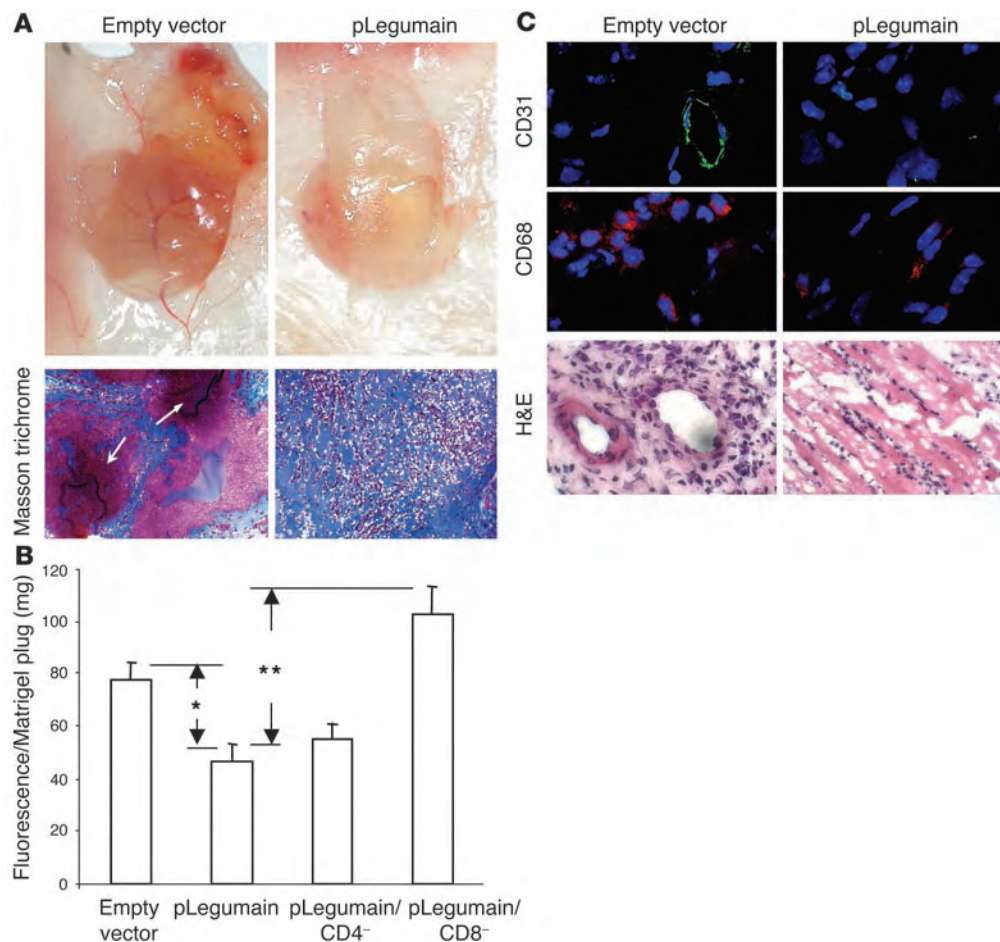 A
Empty vector
pLegumain
Masson trichrome
B
Fluorescence/Matrigel plug (mg)
120
100
80
60
40
20
0
*
**
Empty vector
pLegumain
pLegumain/CD4⁻
pLegumain/CD8⁻
C
Empty vector
pLegumain
CD31
CD68
H&E